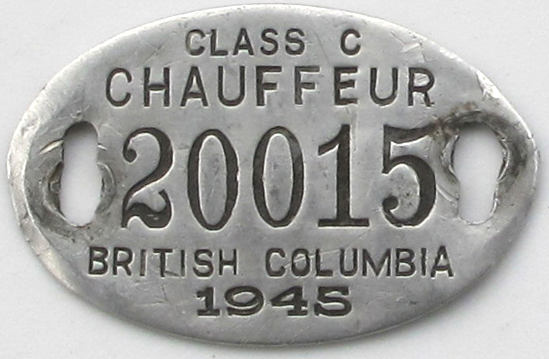 CLASS C
CHAUFFEUR
20015
BRITISH COLUMBIA
1945